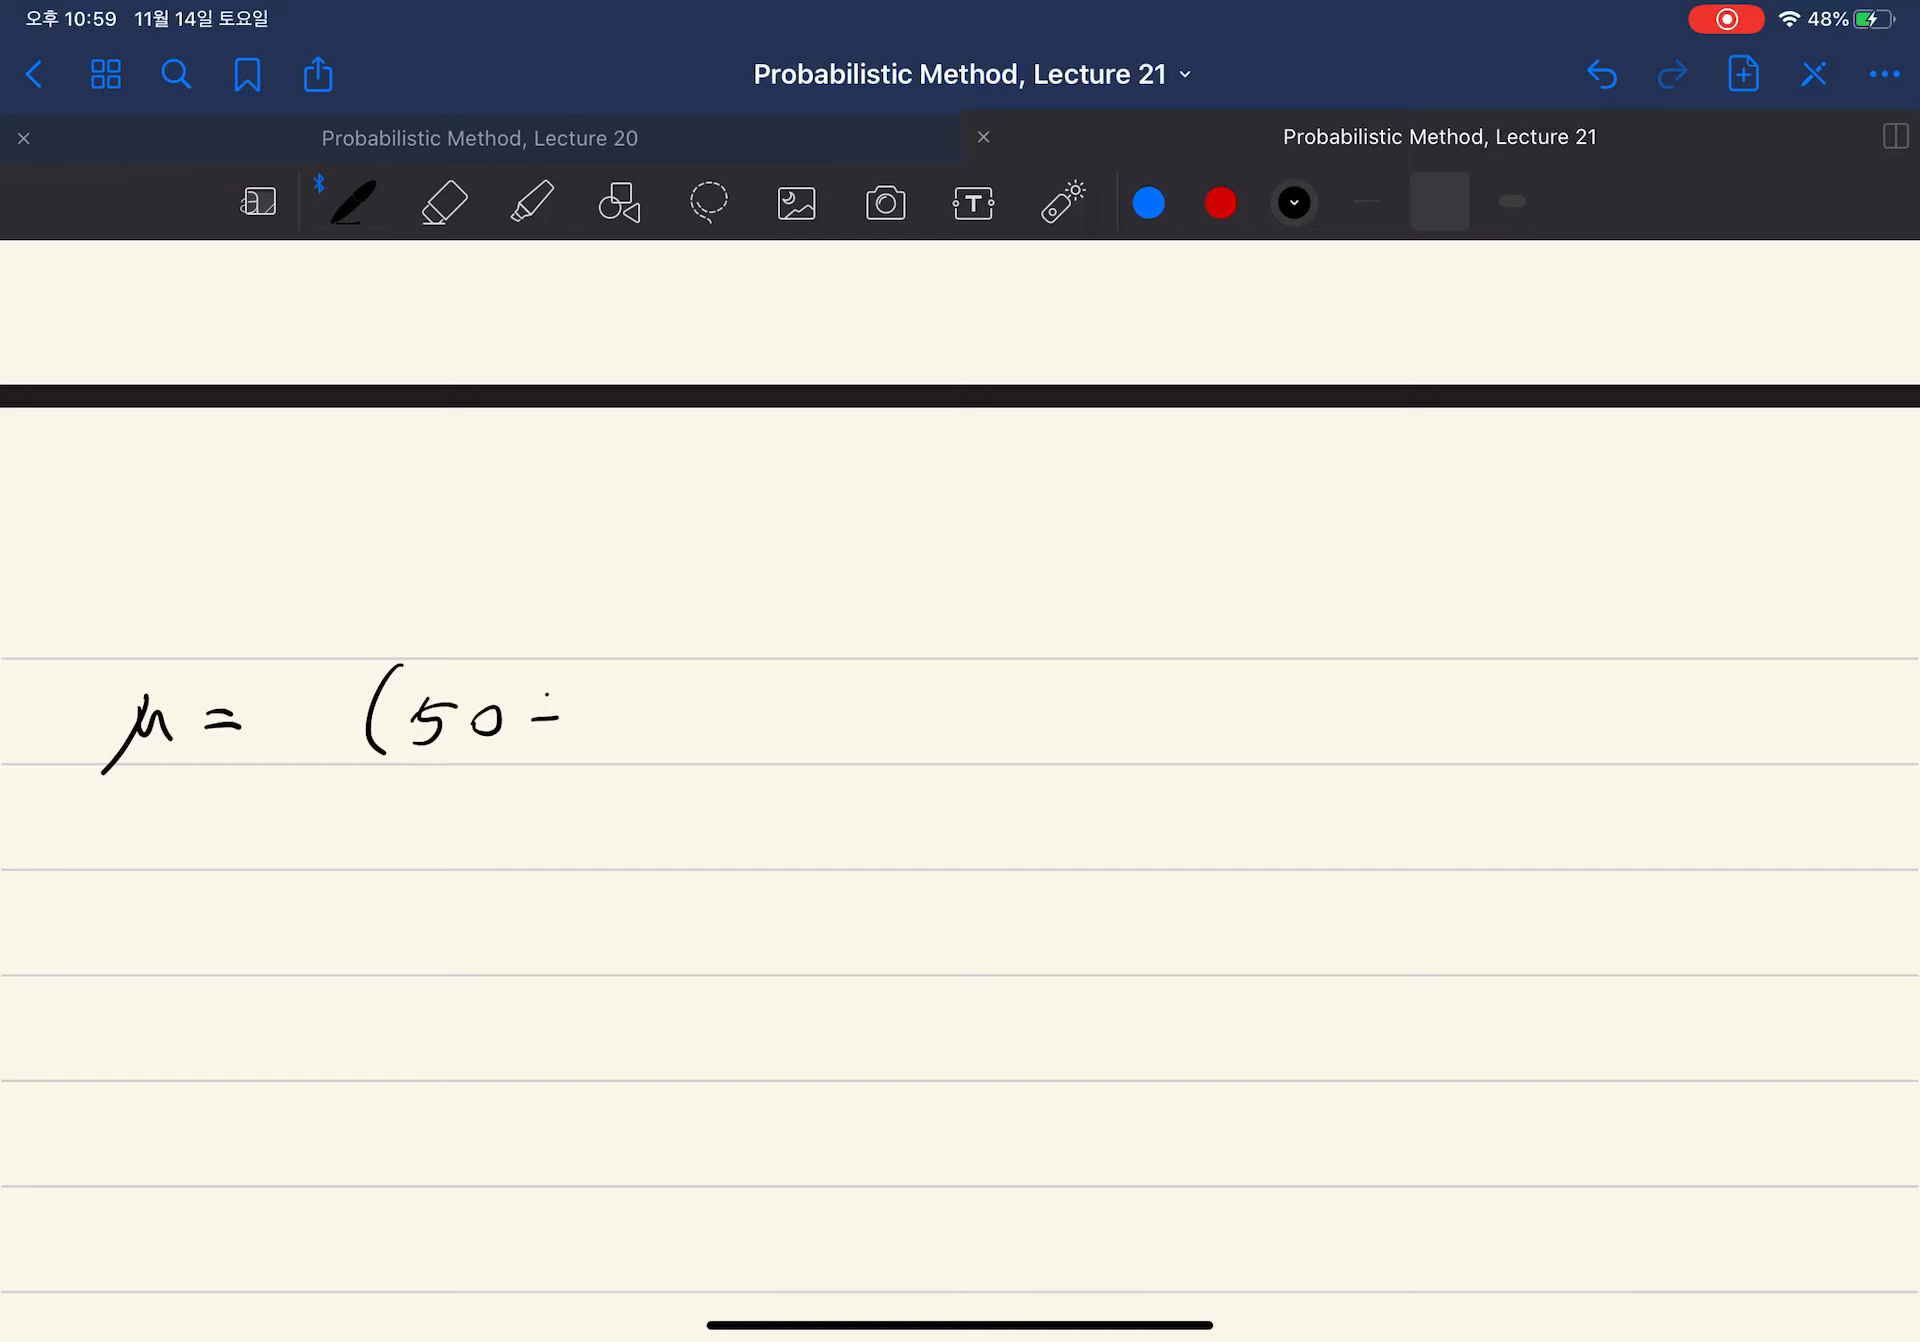 오후 10:59 11월 14일 토요일 48%
Probabilistic Method, Lecture 21
Probabilistic Method, Lecture 20 Probabilistic Method, Lecture 21
μ = (50 ÷